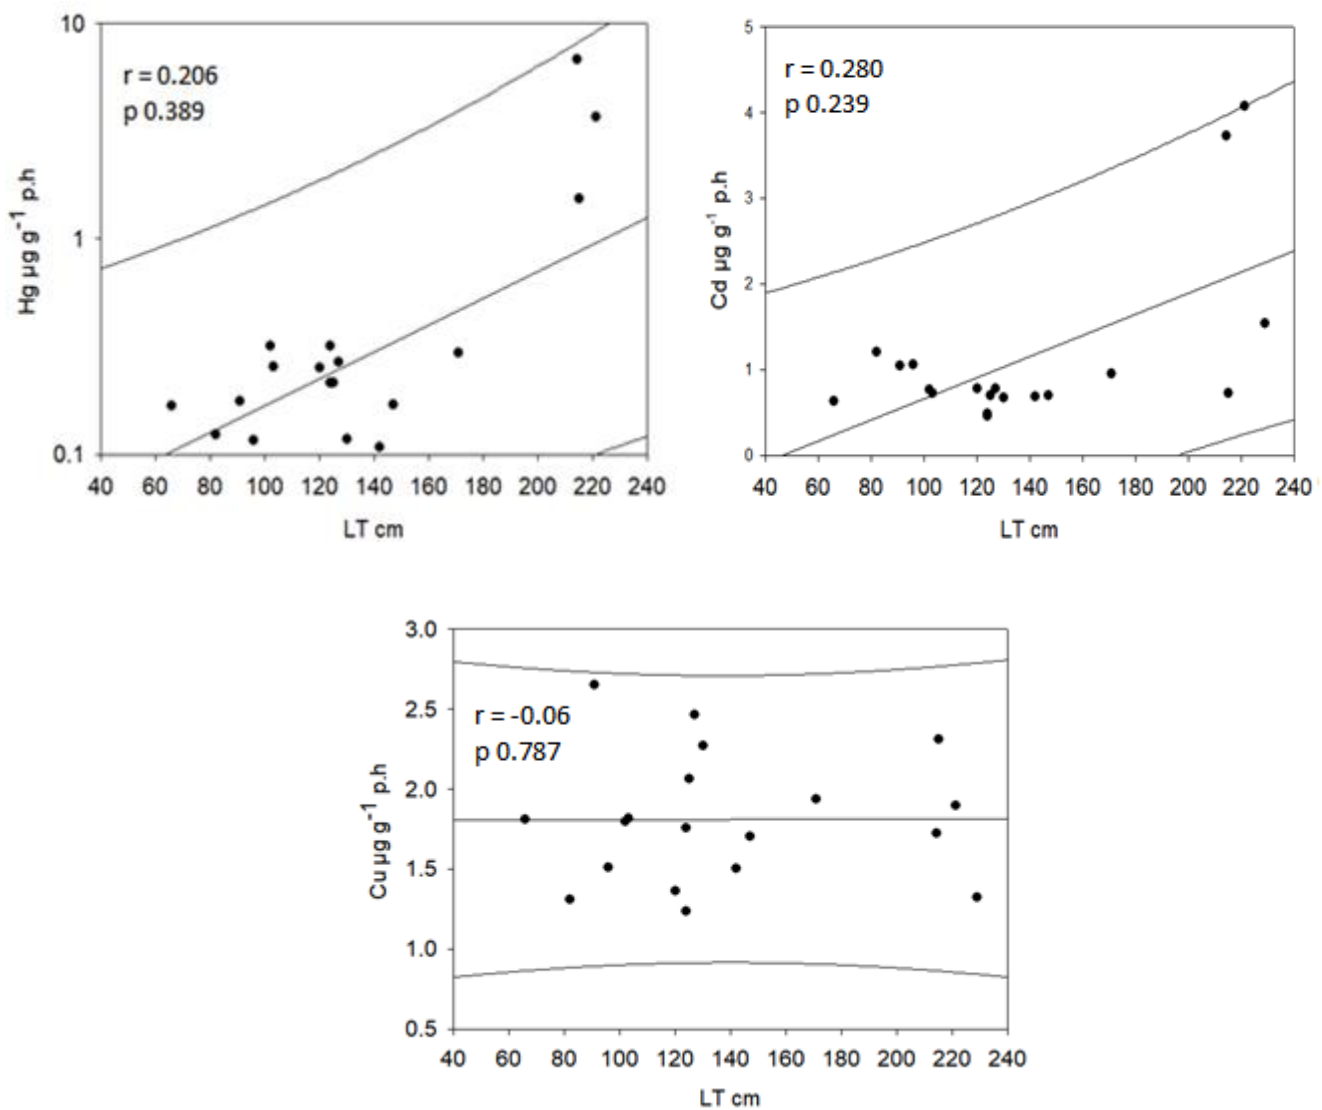 10
1
0.1
Hg µg g⁻¹ p.h
r = 0.206
p 0.389
40 60 80 100 120 140 160 180 200 220 240
LT cm
5
4
3
2
1
0
Cd µg g⁻¹ p.h
r = 0.280
p 0.239
40 60 80 100 120 140 160 180 200 220 240
LT cm
3.0
2.5
2.0
1.5
1.0
0.5
Cu µg g⁻¹ p.h
r = -0.06
p 0.787
40 60 80 100 120 140 160 180 200 220 240
LT cm